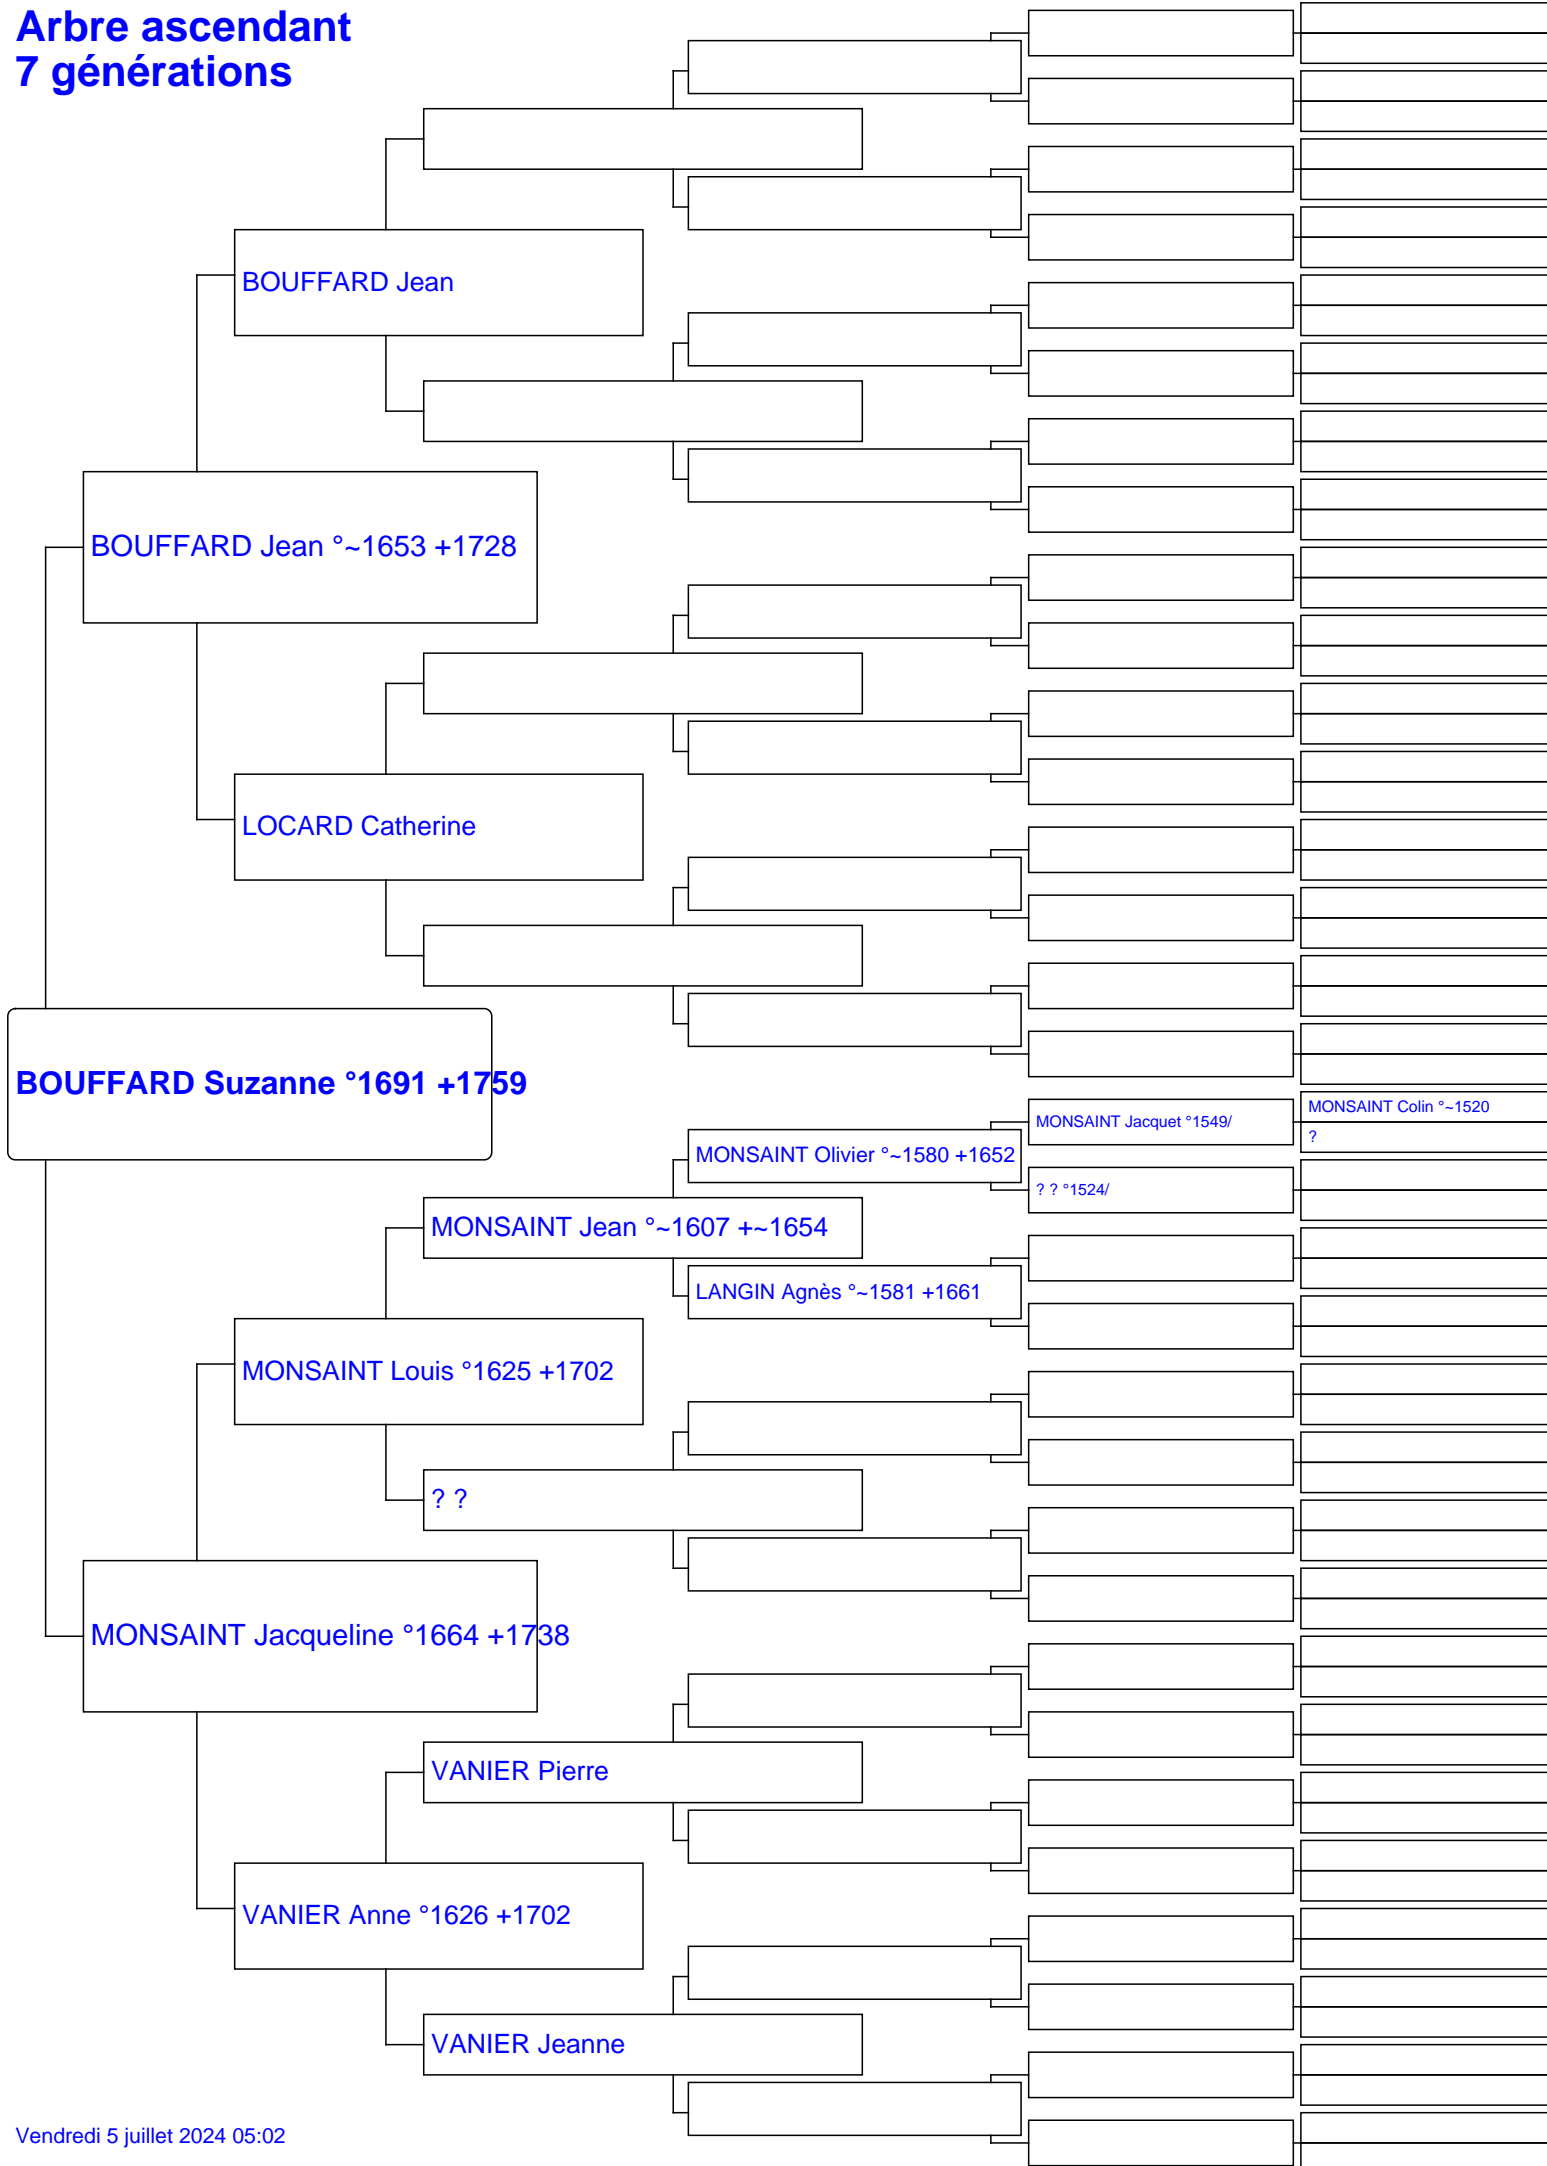 Arbre ascendant
7 générations
BOUFFARD Jean
BOUFFARD Jean °~1653 +1728
LOCARD Catherine
BOUFFARD Suzanne °1691 +1759
MONSAINT Colin °~1520
MONSAINT Jacquet °1549/
?
MONSAINT Olivier °~1580 +1652
? ? °1524/
MONSAINT Jean °~1607 +~1654
LANGIN Agnès °~1581 +1661
MONSAINT Louis °1625 +1702
? ?
MONSAINT Jacqueline °1664 +1738
VANIER Pierre
VANIER Anne °1626 +1702
VANIER Jeanne
Vendredi 5 juillet 2024 05:02